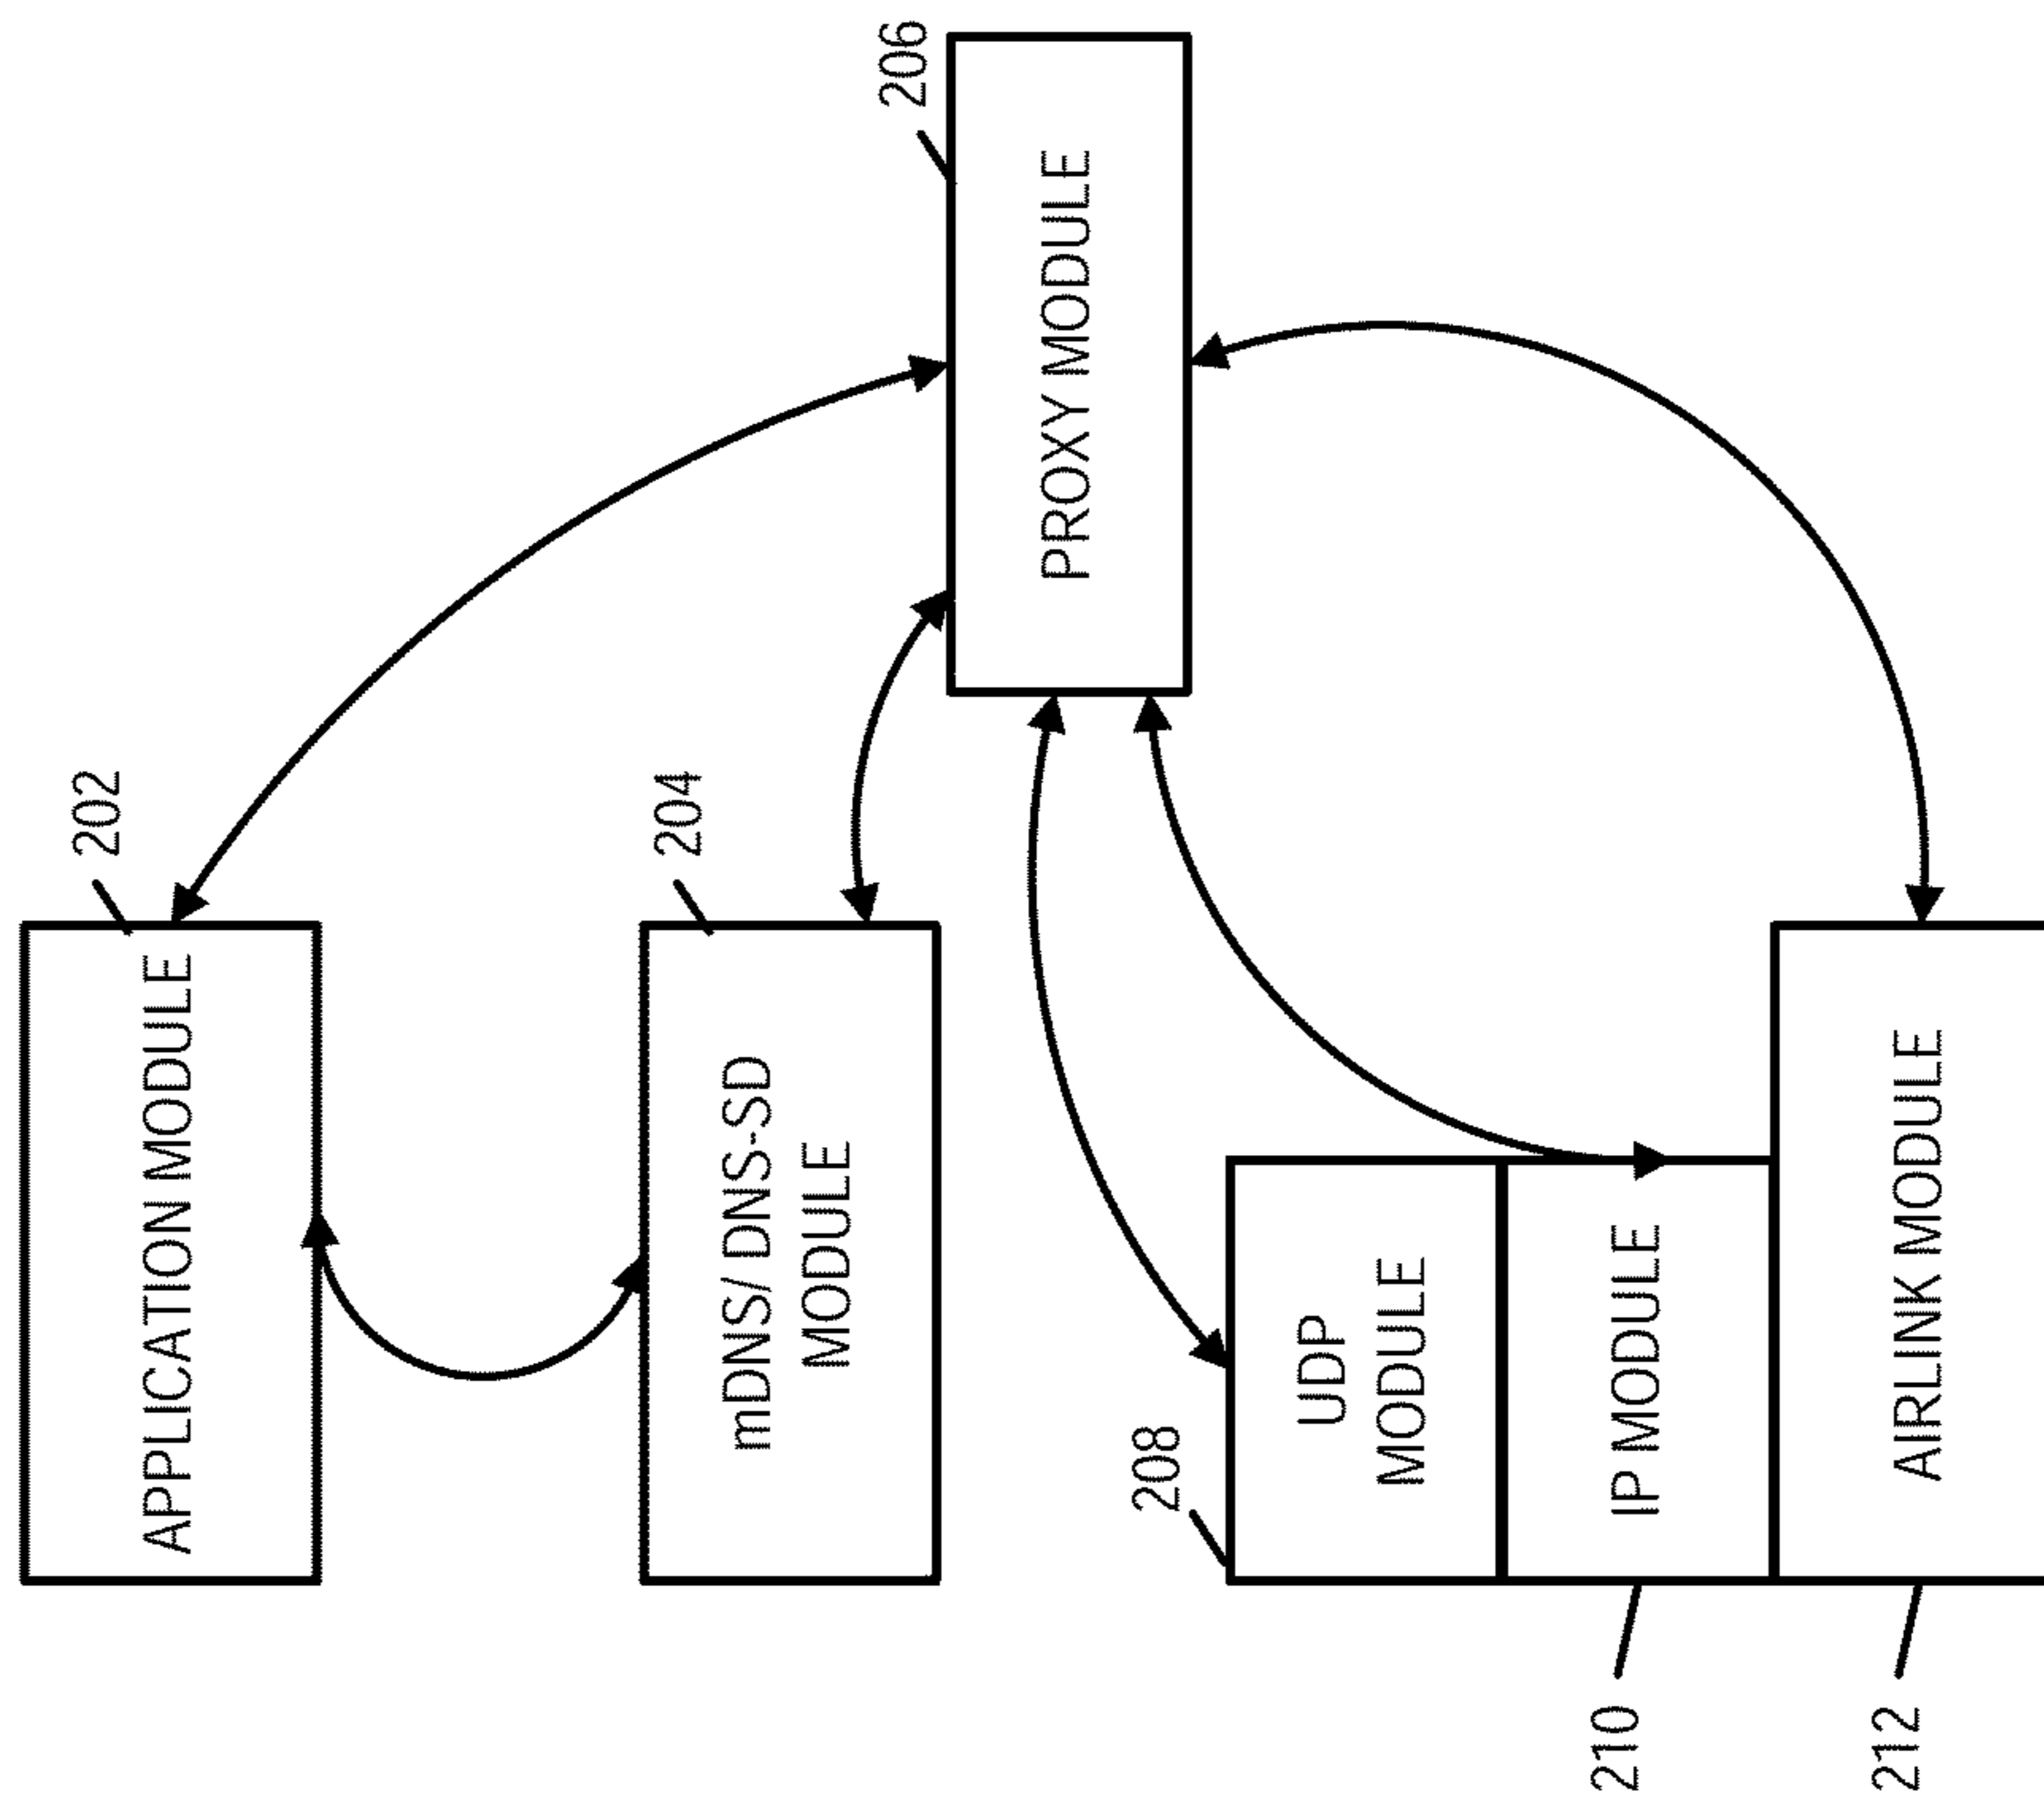 202
APPLICATION MODULE
204
mDNS/ DNS-SD
MODULE
206
PROXY MODULE
208
UDP
MODULE
IP MODULE
210
AIRLINK MODULE
212